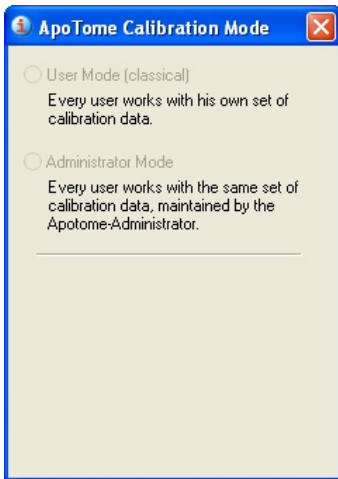 ApoTome Calibration Mode
User Mode (classical)
Every user works with his own set of
calibration data.
Administrator Mode
Every user works with the same set of
calibration data, maintained by the
Apotome-Administrator.